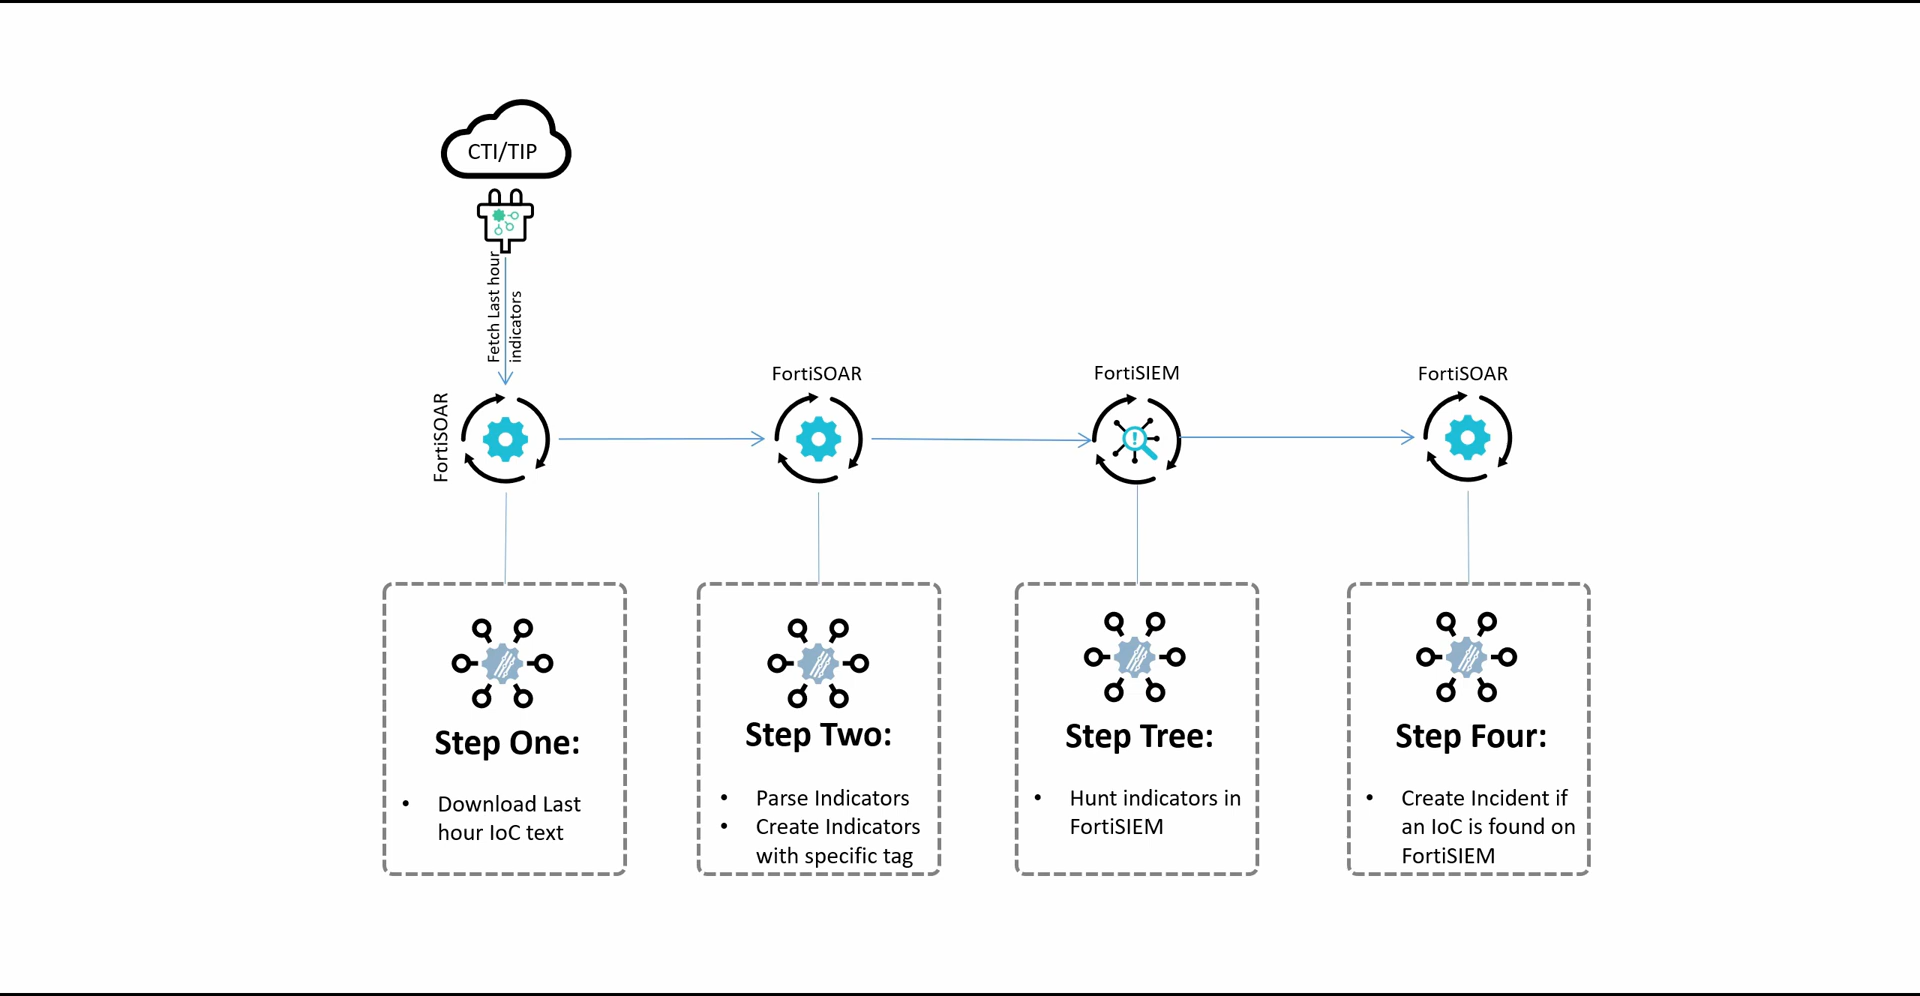 CTI/TIP
Fetch Last hour
indicators
FortiSOAR
FortiSOAR
FortiSIEM
FortiSOAR
Step One:
• Download Last
hour IoC text
Step Two:
• Parse Indicators
• Create Indicators
with specific tag
Step Tree:
• Hunt indicators in
FortiSIEM
Step Four:
• Create Incident if
an IoC is found on
FortiSIEM